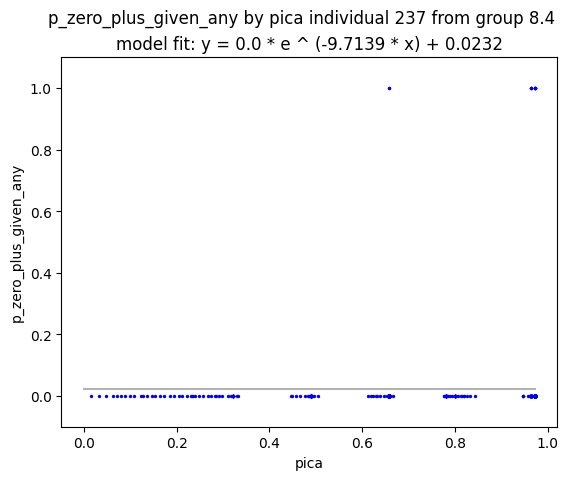 p_zero_plus_given_any by pica individual 237 from group 8.4
model fit: y = 0.0 * e ^ (-9.7139 * x) + 0.0232
1.0
0.8
0.6
0.4
0.2
0.0
p_zero_plus_given_any
0.0 0.2 0.4 0.6 0.8 1.0
pica